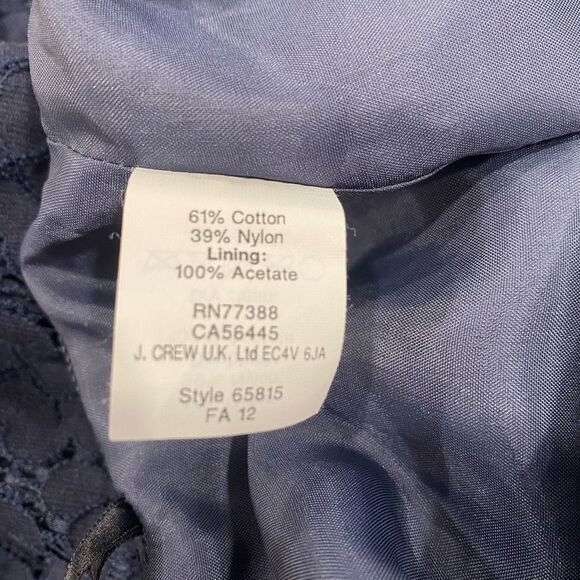 61% Cotton
39% Nylon
Lining:
100% Acetate
RN77388
CA56445
J. CREW U.K. Ltd EC4V 6JA
Style 65815
FA 12